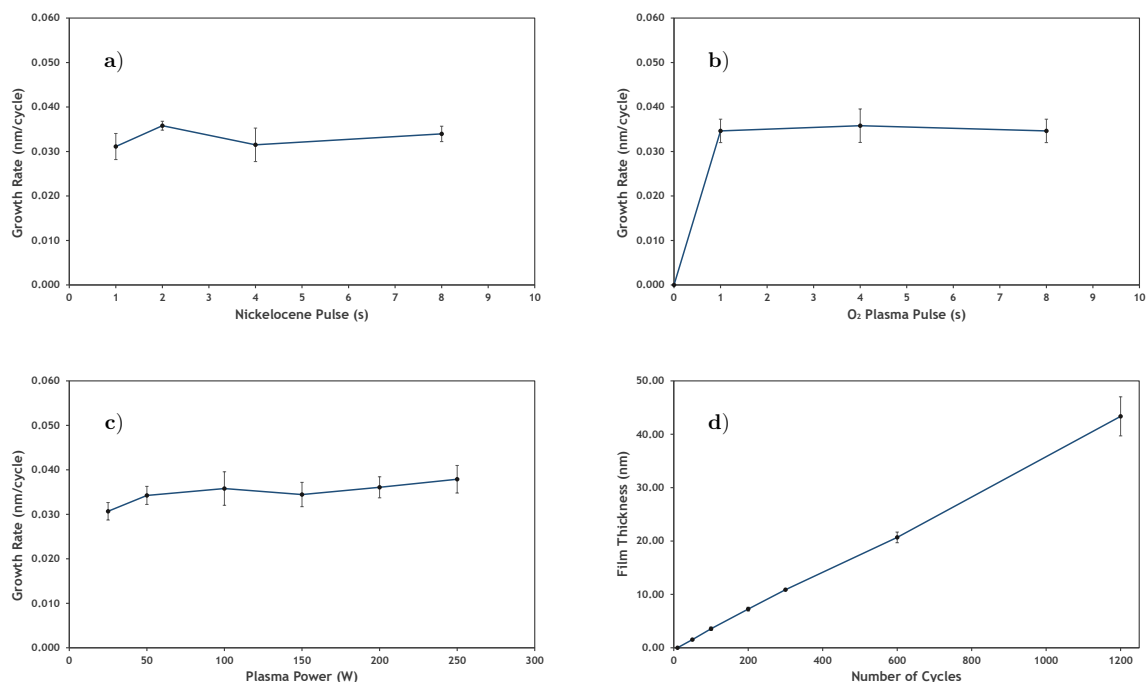 a)
Growth Rate (nm/cycle)
0.060
0.050
0.040
0.030
0.020
0.010
0.000
0 1 2 3 4 5 6 7 8 9 10
Nickelocene Pulse (s)
b)
Growth Rate (nm/cycle)
0.060
0.050
0.040
0.030
0.020
0.010
0.000
0 1 2 3 4 5 6 7 8 9 10
O₂ Plasma Pulse (s)
c)
Growth Rate (nm/cycle)
0.060
0.050
0.040
0.030
0.020
0.010
0.000
0 50 100 150 200 250 300
Plasma Power (W)
d)
Film Thickness (nm)
50.00
40.00
30.00
20.00
10.00
0.00
0 200 400 600 800 1000 1200
Number of Cycles